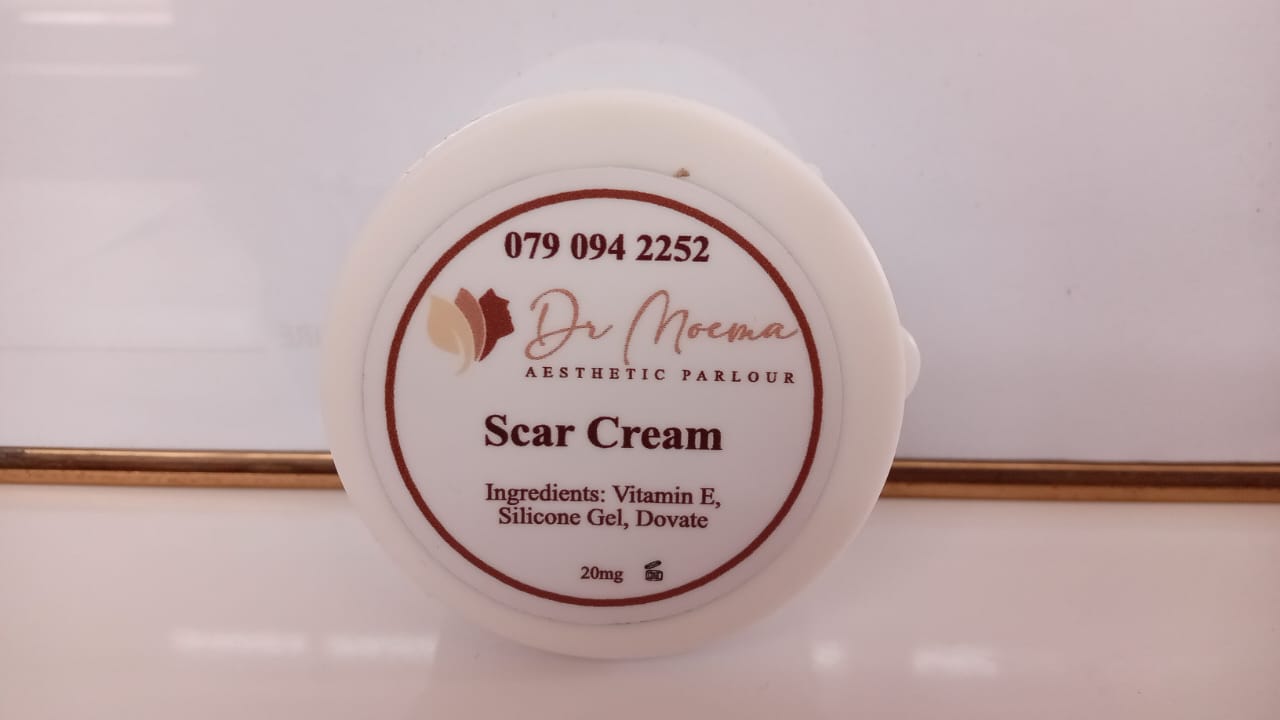 079 094 2252
Dr Moema
AESTHETIC PARLOUR
Scar Cream
Ingredients: Vitamin E,
Silicone Gel, Dovate
20mg